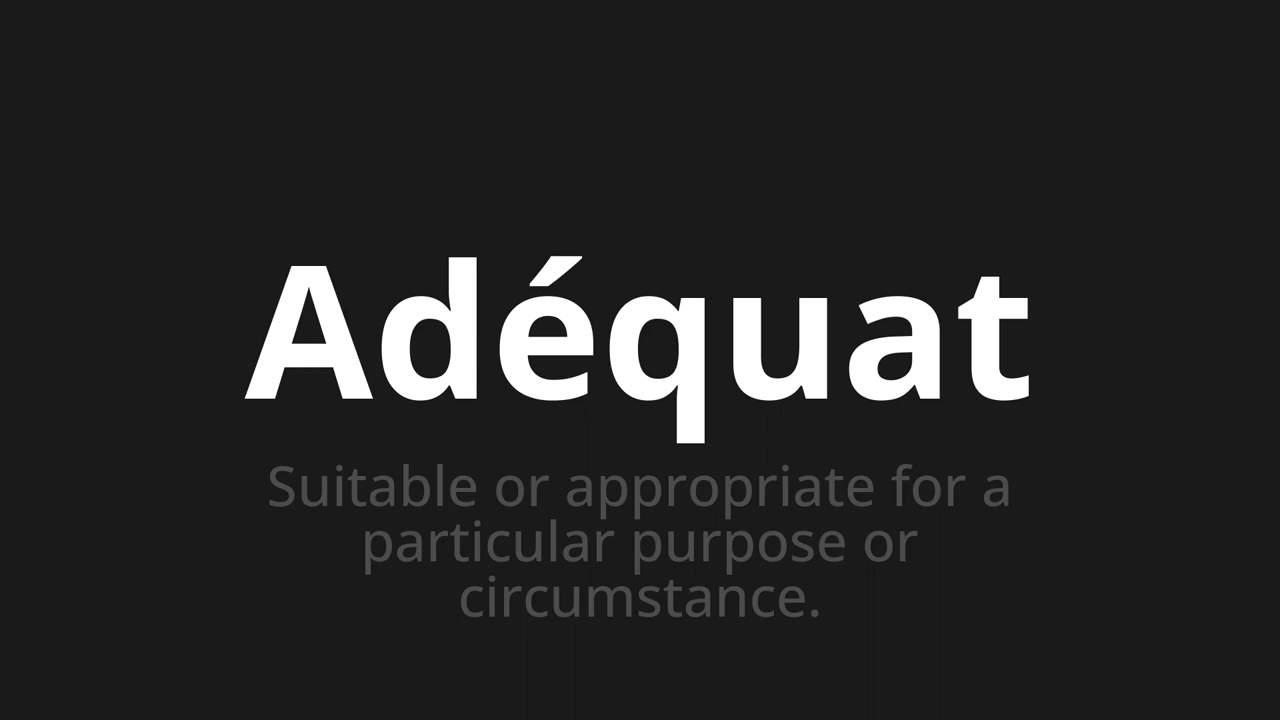 Adéquat
Suitable or appropriate for a
particular purpose or
circumstance.